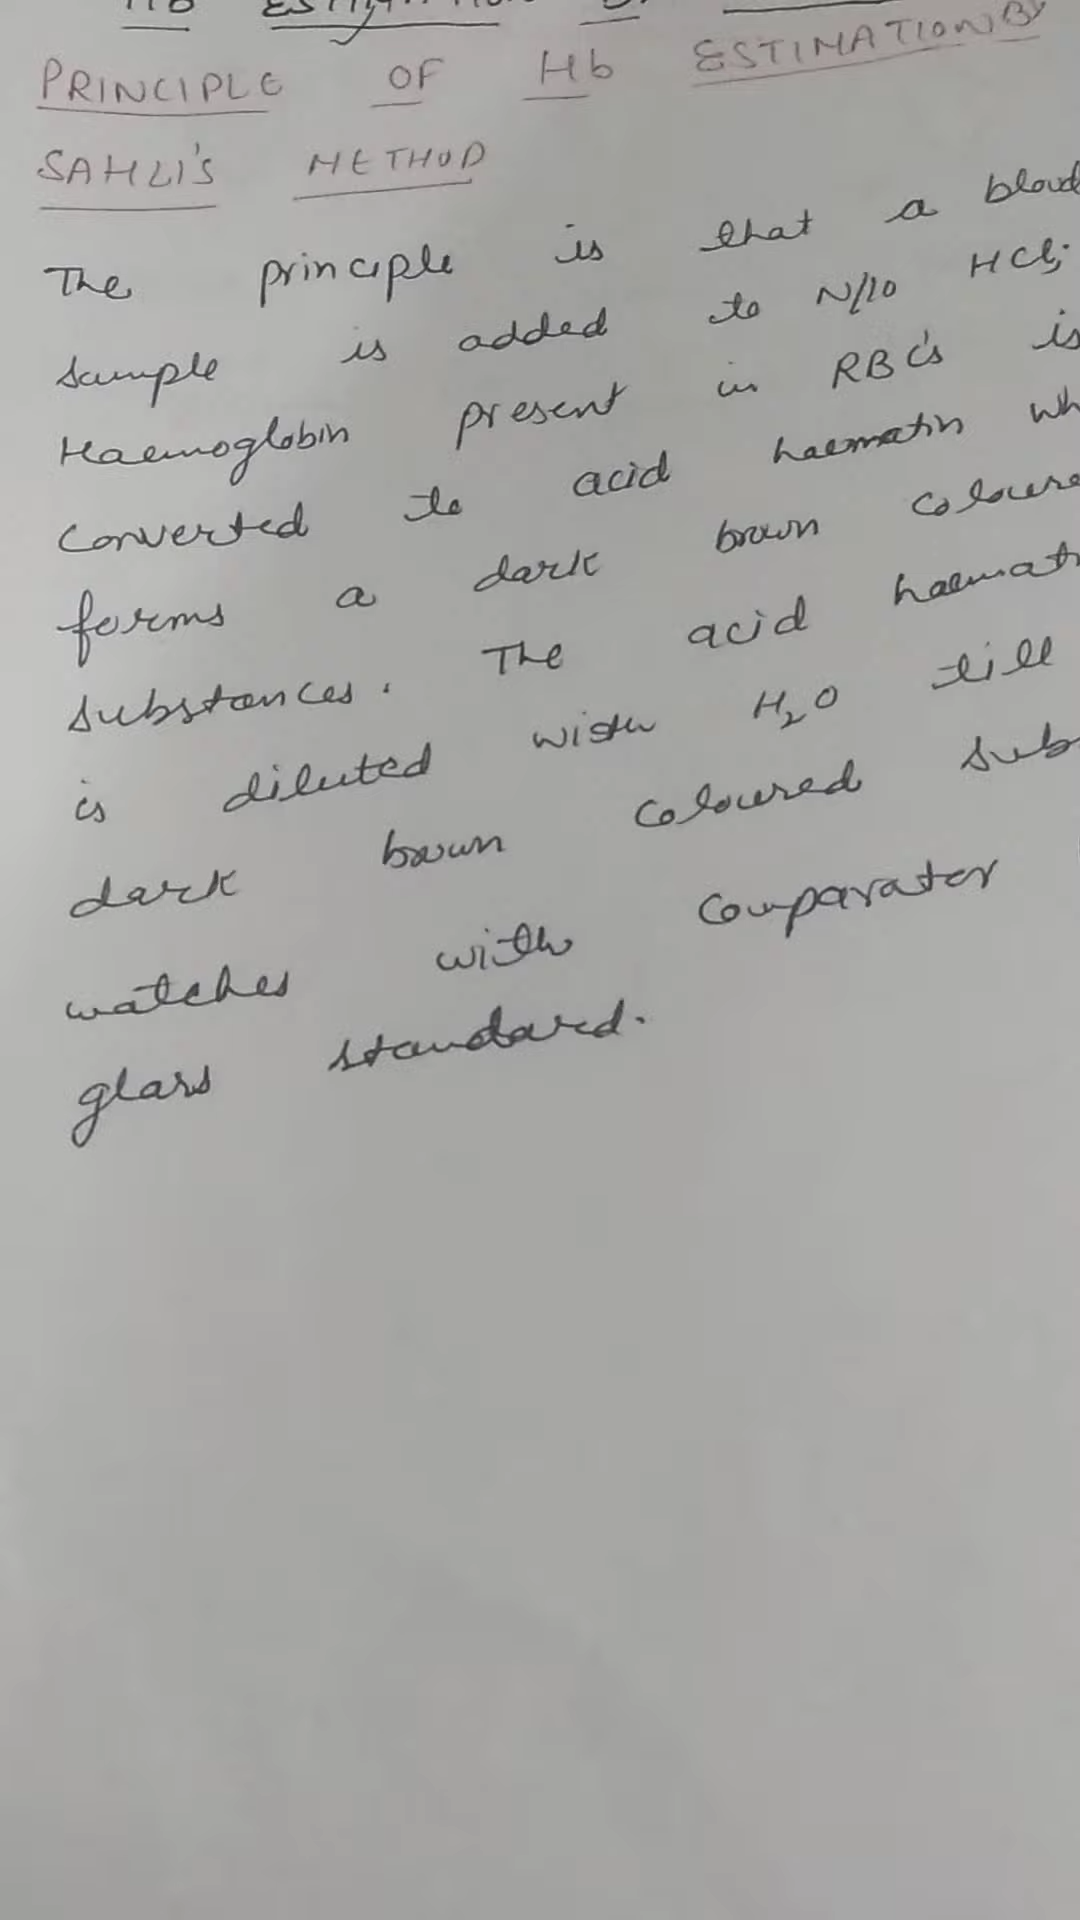 Hb ESTIMATION
PRINCIPLE OF Hb ESTIMATION BY
SAHLI'S METHOD
The principle is that a blood
sample is added to N/10 HCl;
Haemoglobin present in RBC's is
converted to acid haematin wh
forms a dark brown coloure
substances. The acid haemat
is diluted with H2O till
dark brown coloured sub
matches with comparator
glass standard.